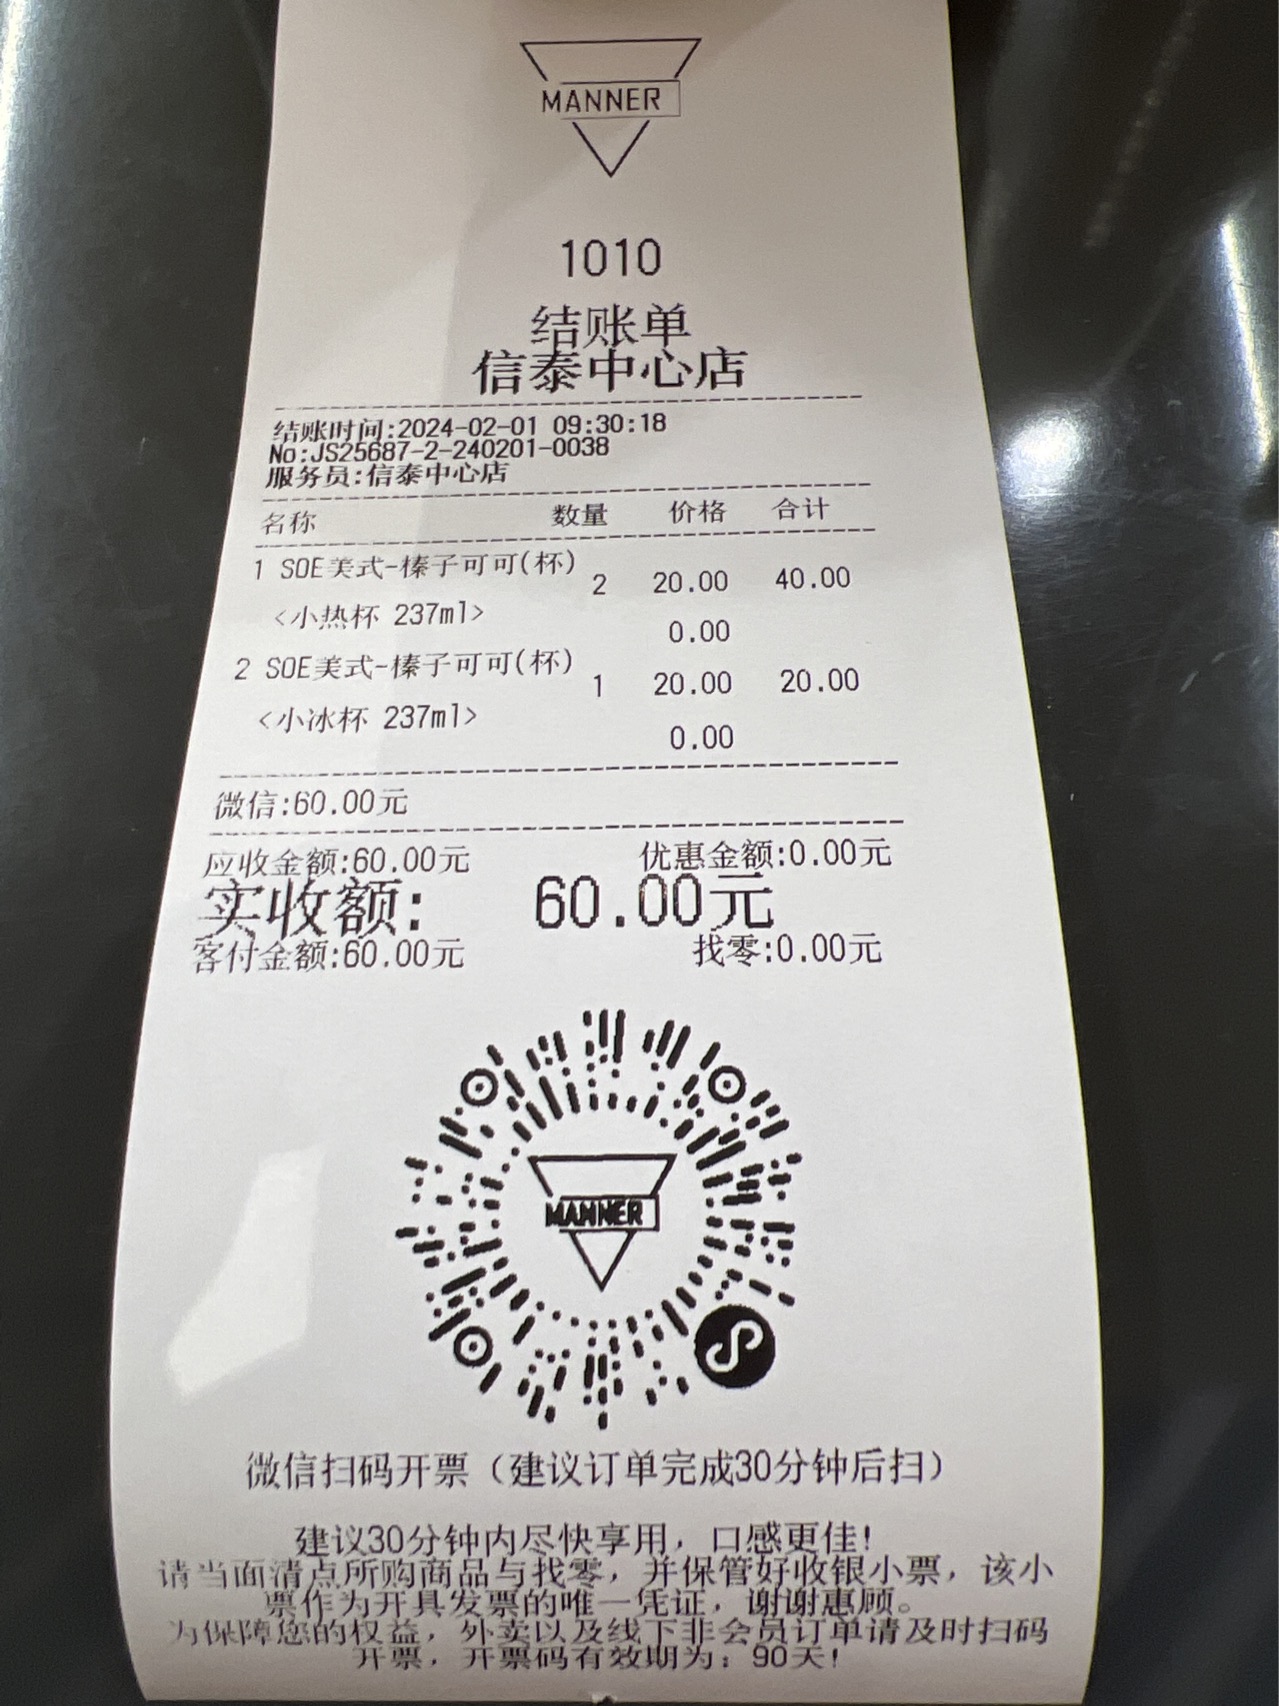 MANNER
1010
结账单
信泰中心店
结账时间:2024-02-01 09:30:18
No:JS25687-2-240201-0038
服务员:信泰中心店
名称 数量 价格 合计
1 SOE美式-榛子可可(杯) 2 20.00 40.00
<小热杯 237ml> 0.00
2 SOE美式-榛子可可(杯) 1 20.00 20.00
<小冰杯 237ml> 0.00
微信:60.00元
应收金额:60.00元 优惠金额:0.00元
实收额: 60.00元
客付金额:60.00元 找零:0.00元
MANNER
微信扫码开票（建议订单完成30分钟后扫）
建议30分钟内尽快享用，口感更佳!
请当面清点所购商品与找零，并保管好收银小票，该小
票作为开具发票的唯一凭证，谢谢惠顾。
为保障您的权益，外卖以及线下非会员订单请及时扫码
开票，开票码有效期为：90天!